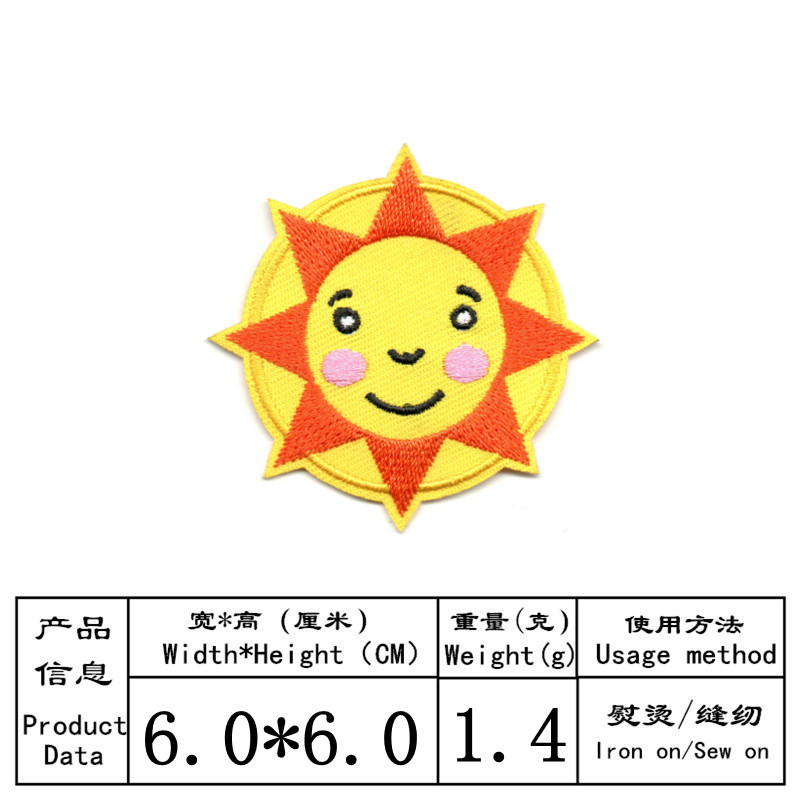 产品
信息
Product
Data
宽*高（厘米）
Width*Height（CM）
重量(克)
Weight(g)
使用方法
Usage method
6.0*6.0
1.4
熨烫/缝纫
Iron on/Sew on